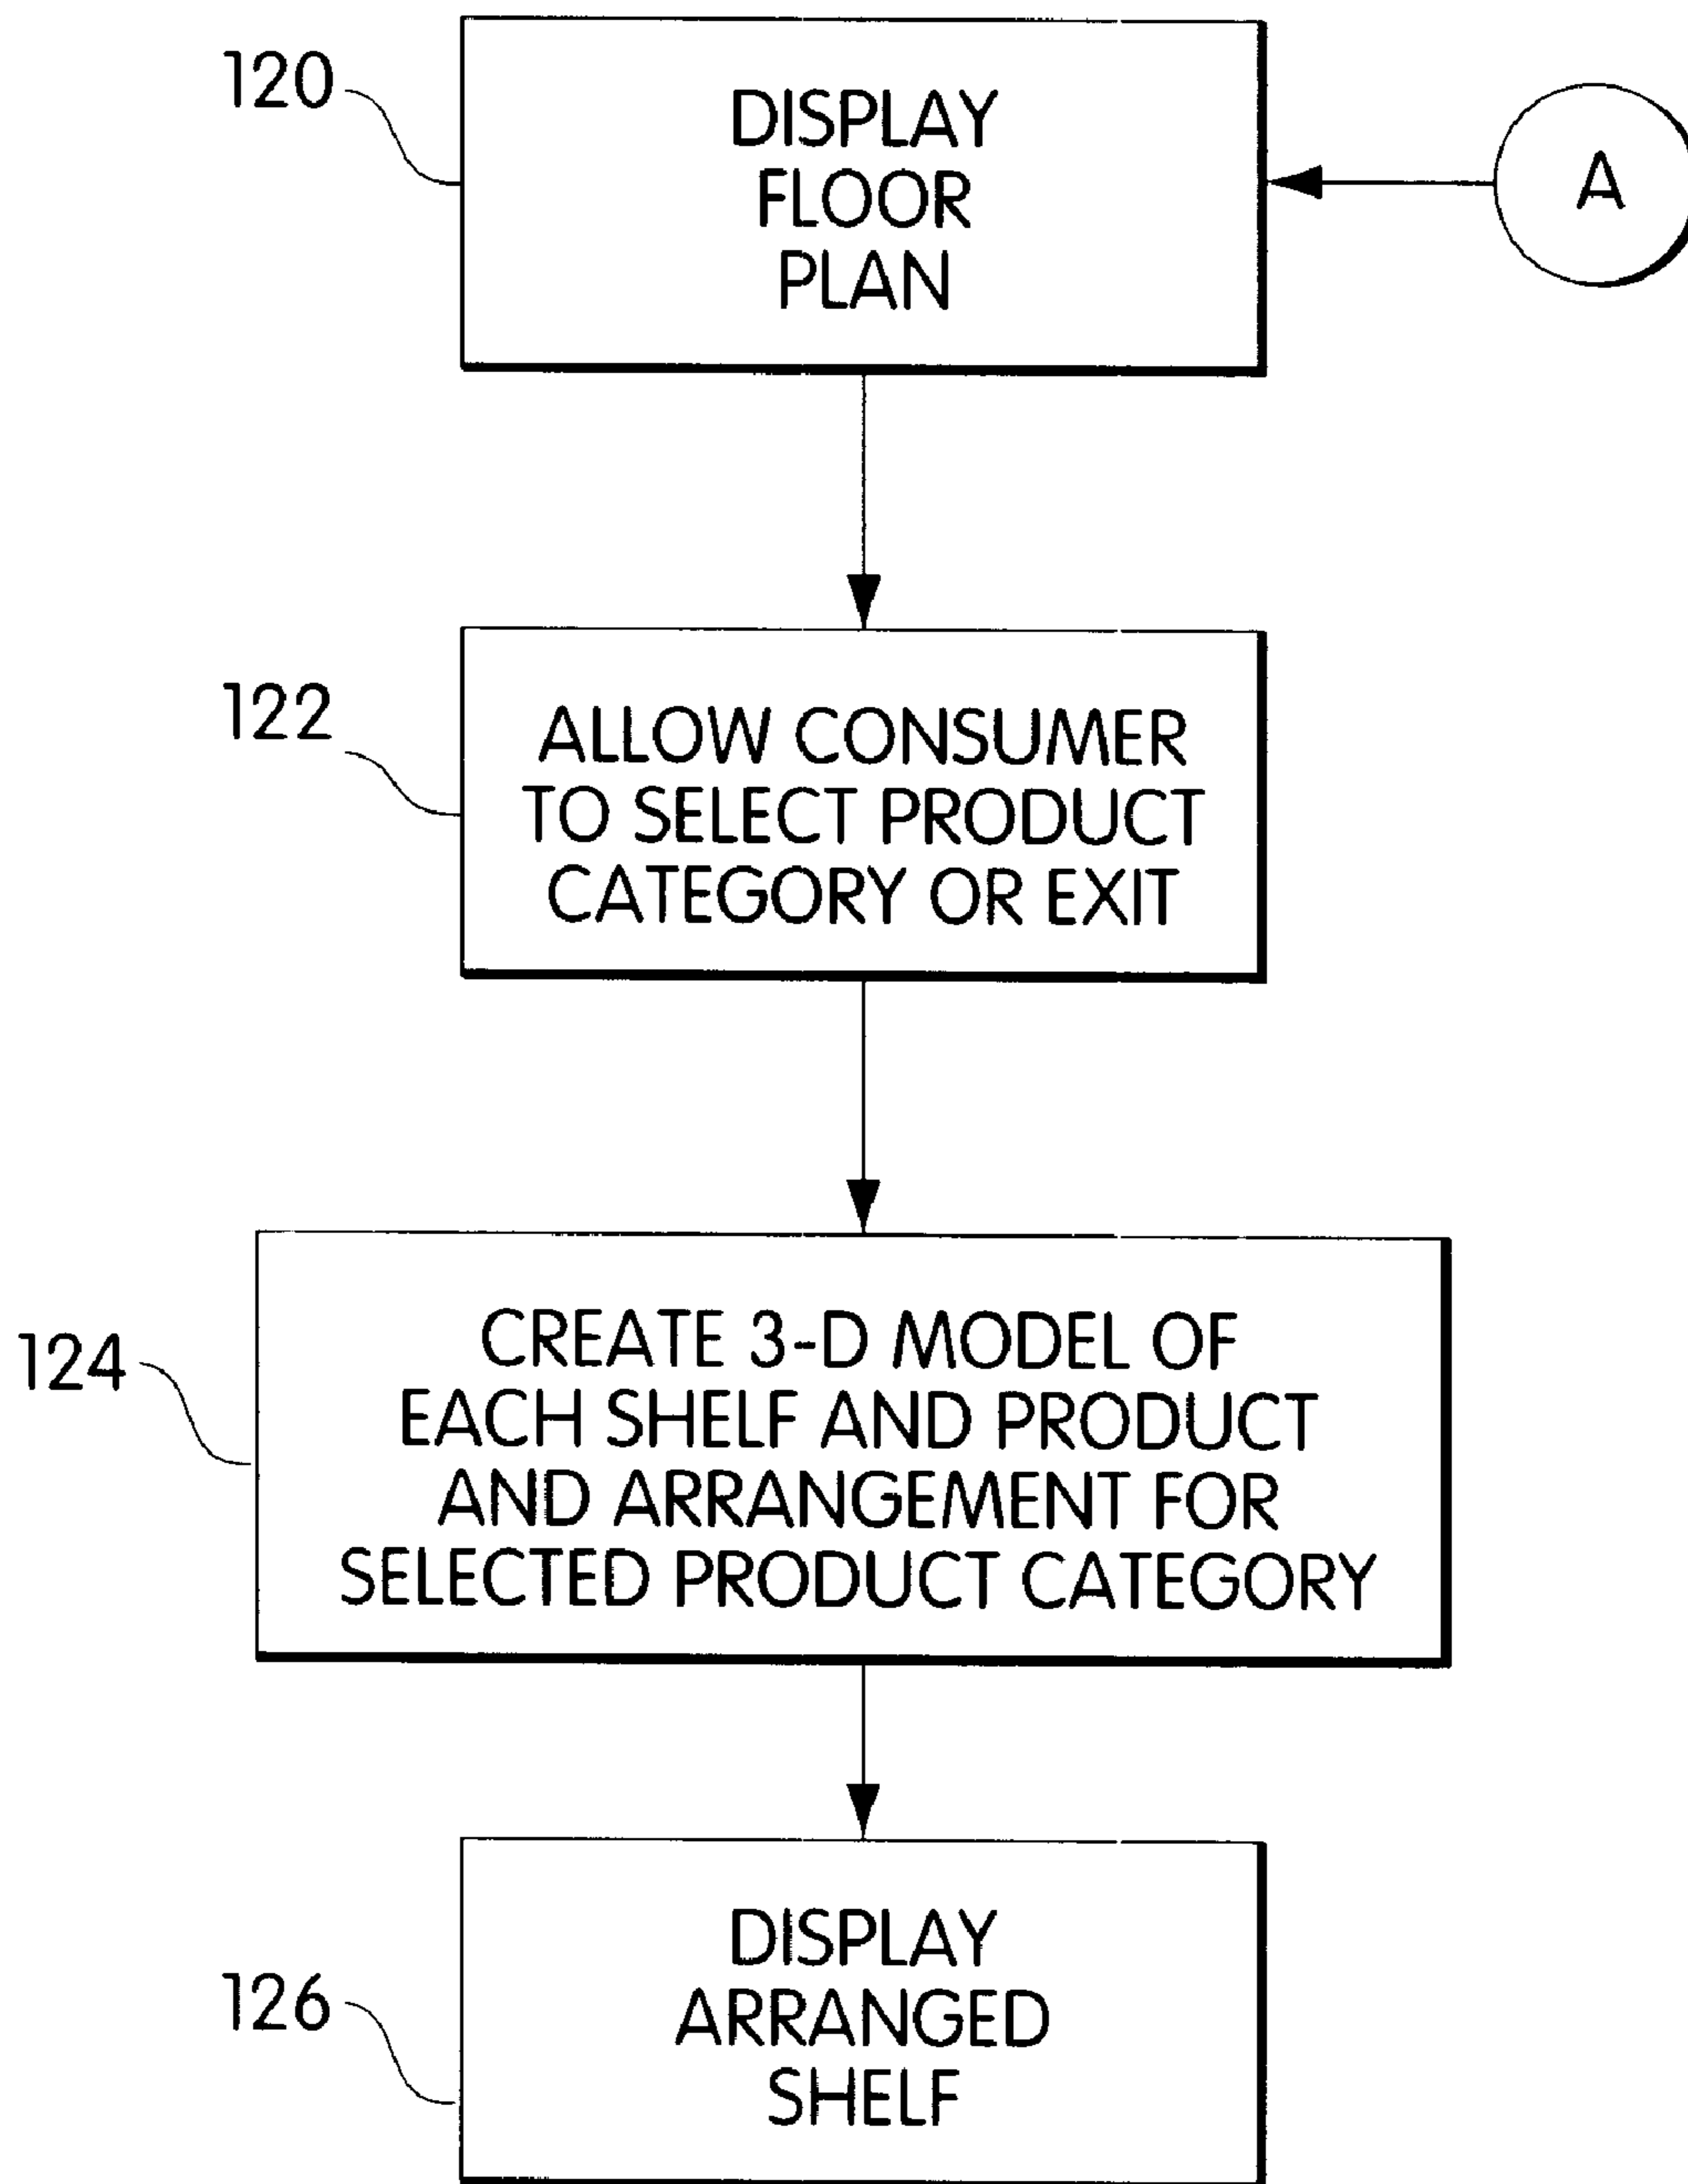 120
DISPLAY
FLOOR
PLAN
A
122
ALLOW CONSUMER
TO SELECT PRODUCT
CATEGORY OR EXIT
124
CREATE 3-D MODEL OF
EACH SHELF AND PRODUCT
AND ARRANGEMENT FOR
SELECTED PRODUCT CATEGORY
126
DISPLAY
ARRANGED
SHELF